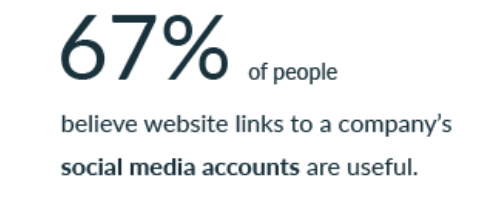 67% of people
believe website links to a company's
social media accounts are useful.